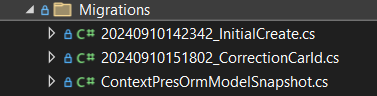 Migrations
C# 20240910142342_InitialCreate.cs
C# 20240910151802_CorrectionCarId.cs
C# ContextPresOrmModelSnapshot.cs